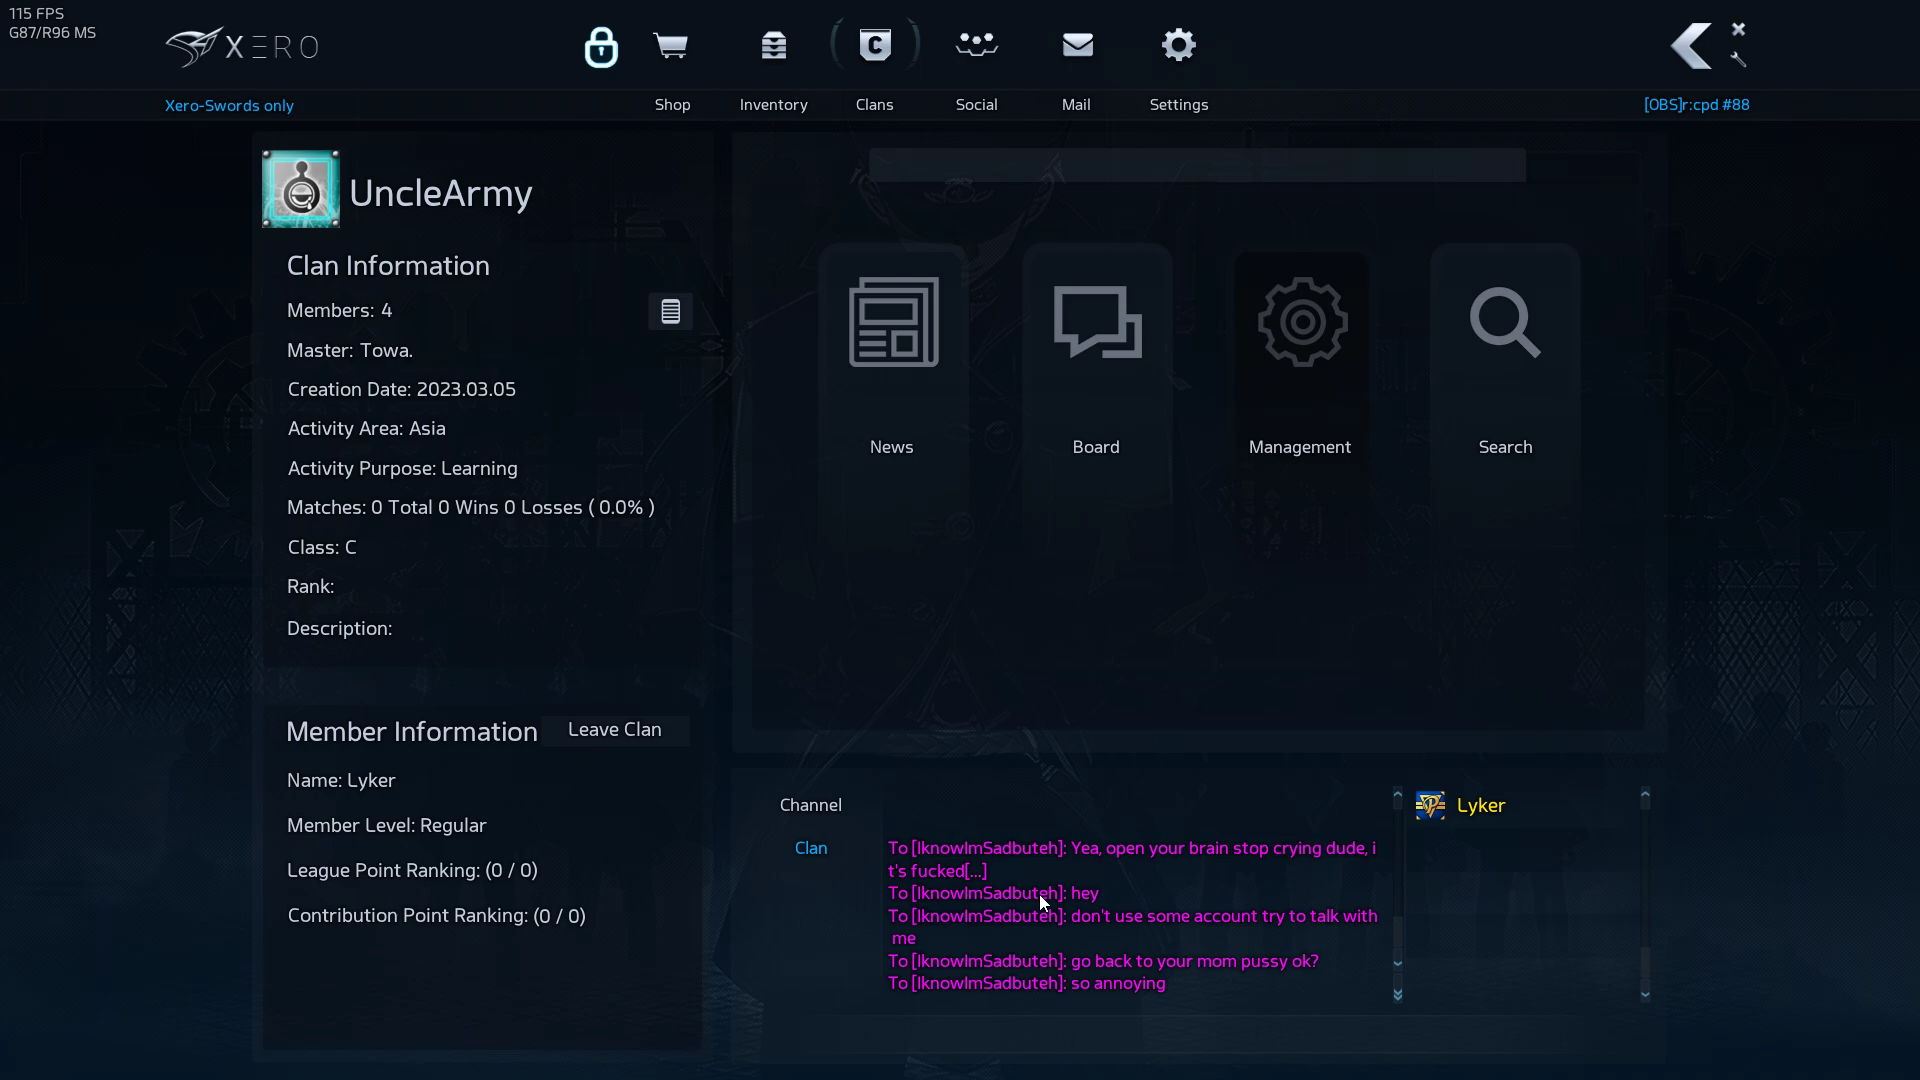 115 FPS
G87/R96 MS
XERO
C
Xero-Swords only
Shop
Inventory
Clans
Social
Mail
Settings
[OBS]r:cpd #88
UncleArmy
Clan Information
Members: 4
Master: Towa.
Creation Date: 2023.03.05
Activity Area: Asia
Activity Purpose: Learning
Matches: 0 Total 0 Wins 0 Losses ( 0.0% )
Class: C
Rank:
Description:
News
Board
Management
Search
Member Information
Leave Clan
Name: Lyker
Member Level: Regular
League Point Ranking: (0 / 0)
Contribution Point Ranking: (0 / 0)
Channel
Clan
To [IknowImSadbuteh]: Yea, open your brain stop crying dude, i
t's fucked[...]
To [IknowImSadbuteh]: hey
To [IknowImSadbuteh]: don't use some account try to talk with
me
To [IknowImSadbuteh]: go back to your mom pussy ok?
To [IknowImSadbuteh]: so annoying
Lyker